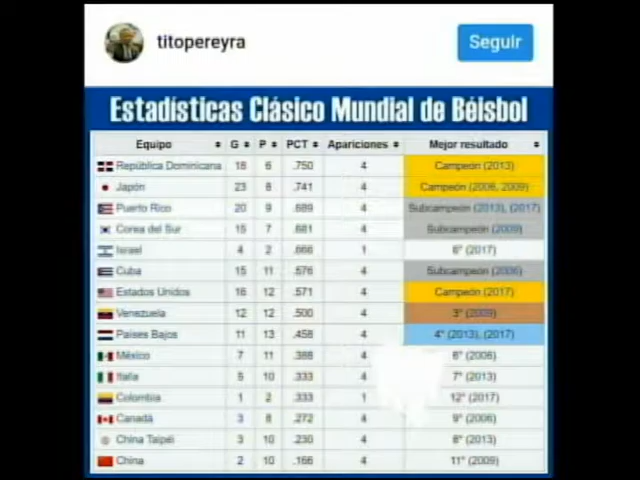 titopereyra
Seguir
Estadísticas Clásico Mundial de Béisbol
Equipo G P PCT Apariciones Mejor resultado
República Dominicana 18 6 .750 4 Campeón (2013)
Japón 23 8 .741 4 Campeón (2006, 2009)
Puerto Rico 20 9 .689 4 Subcampeón (2013), (2017)
Corea del Sur 15 7 .681 4 Subcampeón (2009)
Israel 4 2 .666 1 6° (2017)
Cuba 15 11 .576 4 Subcampeón (2006)
Estados Unidos 16 12 .571 4 Campeón (2017)
Venezuela 12 12 .500 4 3° (2009)
Países Bajos 11 13 .458 4 4° (2013), (2017)
México 7 11 .388 4 6° (2006)
Italia 5 10 .333 4 7° (2013)
Colombia 1 2 .333 1 12° (2017)
Canadá 3 8 .272 4 9° (2006)
China Taipéi 3 10 .230 4 8° (2013)
China 2 10 .166 4 11° (2009)